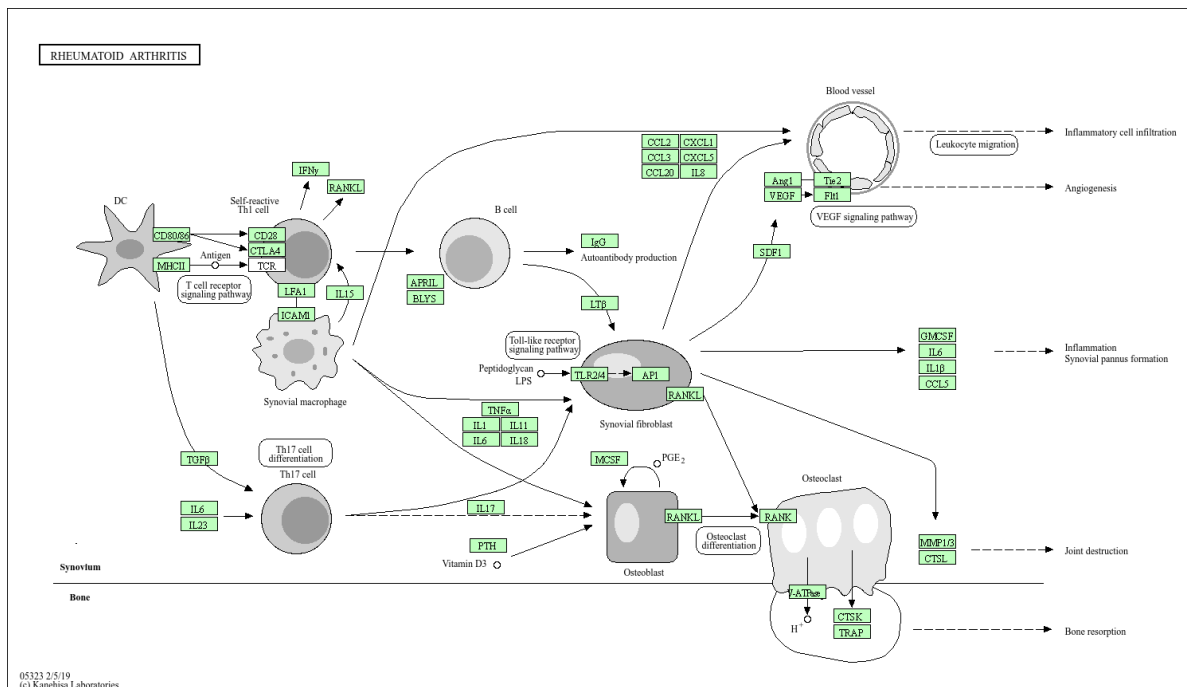 RHEUMATOID ARTHRITIS
Blood vessel
CCL2 CXCL1
CCL3 CXCL5
CCL20 IL8
Inflammatory cell infiltration
Leukocyte migration
IFNγ
RANKL
Self-reactive
Th1 cell
DC
B cell
Ang1 Tie2
VEGF Flt1
Angiogenesis
VEGF signaling pathway
CD80/86 CD28
CTLA4
Antigen
MHCII TCR
T cell receptor
signaling pathway
IgG
Autoantibody production
SDF1
LFA1
IL15
APRIL
BLYS
ICAM1
LTβ
Toll-like receptor
signaling pathway
Peptidoglycan
LPS
TLR2/4 AP1
RANKL
Synovial fibroblast
GMCSF
IL6
IL1β
CCL5
Inflammation
Synovial pannus formation
Synovial macrophage
TNFα
IL1 IL11
IL6 IL18
TGFβ
Th17 cell
differentiation
Th17 cell
MCSF
PGE2
Osteoclast
IL6
IL23
IL17
RANKL RANK
Osteoclast
differentiation
PTH
Vitamin D3
Osteoblast
MMP1/3
CTSL
Joint destruction
Synovium
Bone
V-ATPase
H+
CTSK
TRAP
Bone resorption
05323 2/5/19
(c) Kanehisa Laboratories